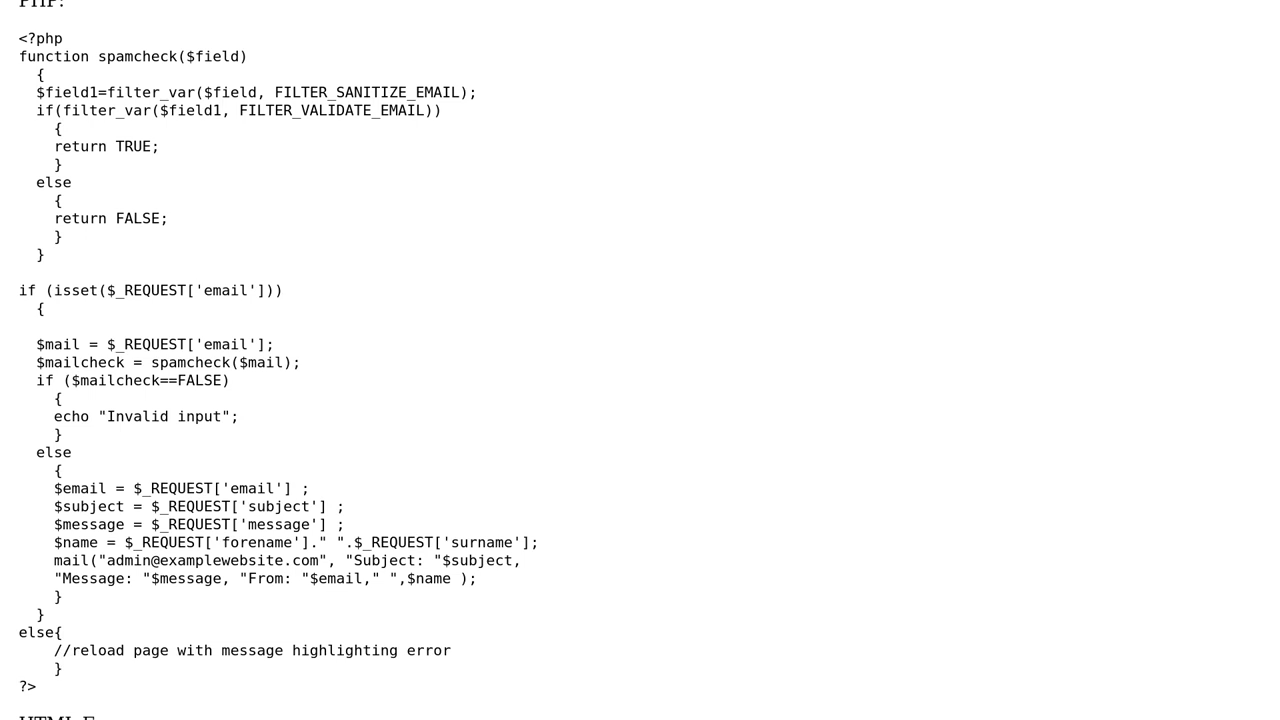 PHP:
<?php
function spamcheck($field)
  {
  $field1=filter_var($field, FILTER_SANITIZE_EMAIL);
  if(filter_var($field1, FILTER_VALIDATE_EMAIL))
    {
    return TRUE;
    }
  else
    {
    return FALSE;
    }
  }

if (isset($_REQUEST['email']))
  {

  $mail = $_REQUEST['email'];
  $mailcheck = spamcheck($mail);
  if ($mailcheck==FALSE)
    {
    echo "Invalid input";
    }
  else
    {
    $email = $_REQUEST['email'] ;
    $subject = $_REQUEST['subject'] ;
    $message = $_REQUEST['message'] ;
    $name = $_REQUEST['forename']." ".$_REQUEST['surname'];
    mail("admin@examplewebsite.com", "Subject: "$subject,
    "Message: "$message, "From: "$email," ",$name );
    }
  }
else{
    //reload page with message highlighting error
    }
?>